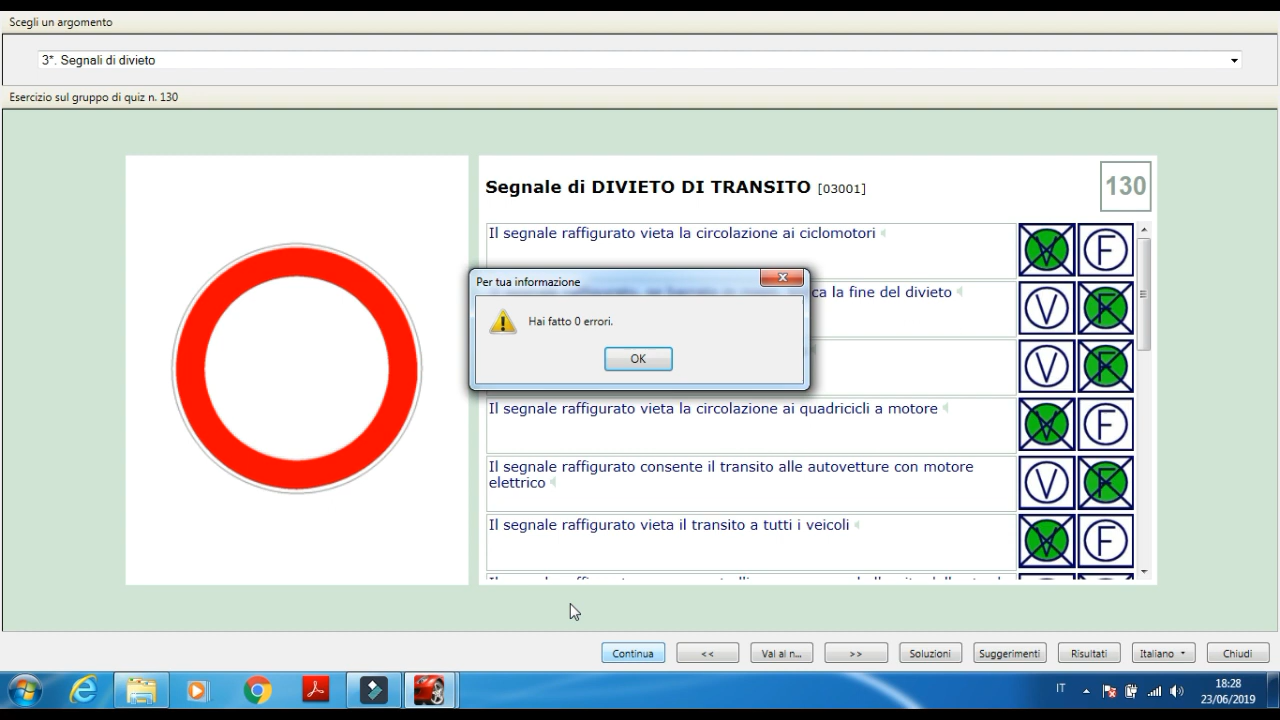 Scegli un argomento
3*. Segnali di divieto
Esercizio sul gruppo di quiz n. 130
Segnale di DIVIETO DI TRANSITO [03001]
130
Il segnale raffigurato vieta la circolazione ai ciclomotori
V F
ca la fine del divieto
V F
V F
Per tua informazione
Hai fatto 0 errori.
OK
Il segnale raffigurato vieta la circolazione ai quadricicli a motore
V F
Il segnale raffigurato consente il transito alle autovetture con motore
elettrico
V F
Il segnale raffigurato vieta il transito a tutti i veicoli
V F
Continua << Vai al n... >> Soluzioni Suggerimenti Risultati Italiano Chiudi
IT
18:28
23/06/2019